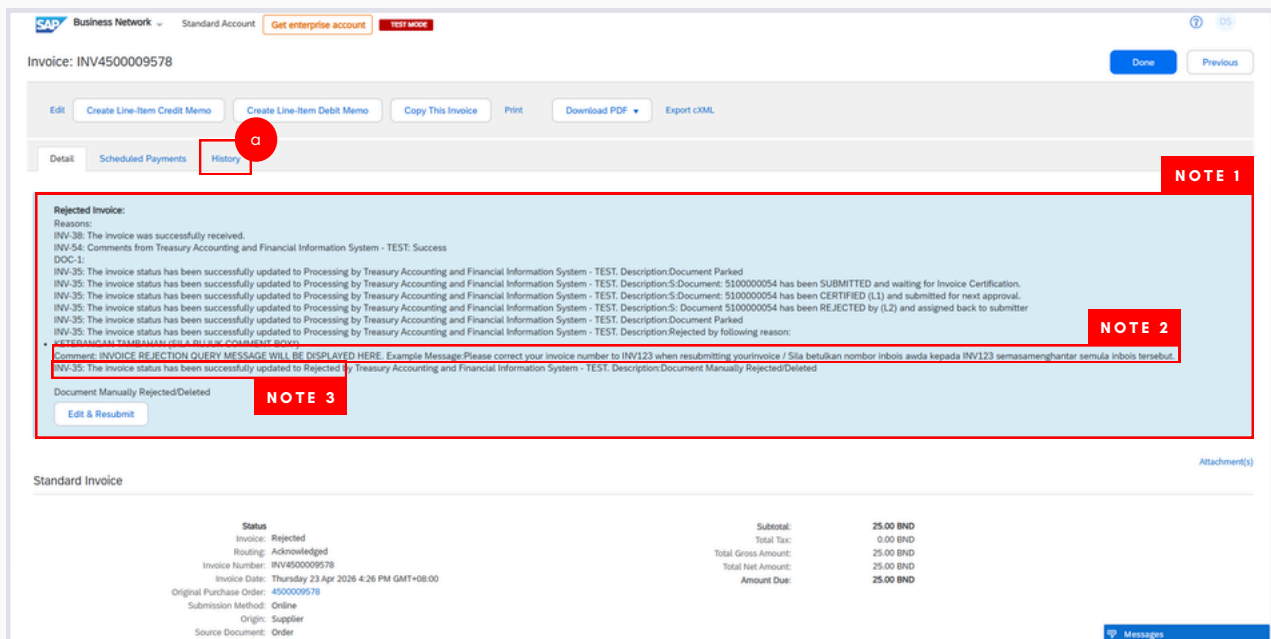 SAP Business Network Standard Account Get enterprise account TEST MODE ? DS
Invoice: INV4500009578 Done Previous
Edit Create Line-Item Credit Memo Create Line-Item Debit Memo Copy This Invoice Print Download PDF Export cXML
a
Detail Scheduled Payments History
NOTE 1
Rejected Invoice:
Reasons:
INV-38: The invoice was successfully received.
INV-54: Comments from Treasury Accounting and Financial Information System - TEST: Success
DOC-1:
INV-35: The invoice status has been successfully updated to Processing by Treasury Accounting and Financial Information System - TEST. Description:Document Parked
INV-35: The invoice status has been successfully updated to Processing by Treasury Accounting and Financial Information System - TEST. Description:S:Document: 5100000054 has been SUBMITTED and waiting for Invoice Certification.
INV-35: The invoice status has been successfully updated to Processing by Treasury Accounting and Financial Information System - TEST. Description:S:Document: 5100000054 has been CERTIFIED (L1) and submitted for next approval.
INV-35: The invoice status has been successfully updated to Processing by Treasury Accounting and Financial Information System - TEST. Description:S: Document 5100000054 has been REJECTED by (L2) and assigned back to submitter
INV-35: The invoice status has been successfully updated to Processing by Treasury Accounting and Financial Information System - TEST. Description:Document Parked
INV-35: The invoice status has been successfully updated to Processing by Treasury Accounting and Financial Information System - TEST. Description:Rejected by following reason:
NOTE 2
• KETERANGAN TAMBAHAN (SILA RUJUK COMMENT BOX!)
Comment: INVOICE REJECTION QUERY MESSAGE WILL BE DISPLAYED HERE. Example Message:Please correct your invoice number to INV123 when resubmitting yourinvoice / Sila betulkan nombor inbois awda kepada INV123 semasamenghantar semula inbois tersebut.
INV-35: The invoice status has been successfully updated to Rejected by Treasury Accounting and Financial Information System - TEST. Description:Document Manually Rejected/Deleted
NOTE 3
Document Manually Rejected/Deleted
Edit & Resubmit
Attachment(s)
Standard Invoice
Status
Invoice: Rejected
Routing: Acknowledged
Invoice Number: INV4500009578
Invoice Date: Thursday 23 Apr 2026 4:26 PM GMT+08:00
Original Purchase Order: 4500009578
Submission Method: Online
Origin: Supplier
Source Document: Order
Subtotal: 25.00 BND
Total Tax: 0.00 BND
Total Gross Amount: 25.00 BND
Total Net Amount: 25.00 BND
Amount Due: 25.00 BND
Messages